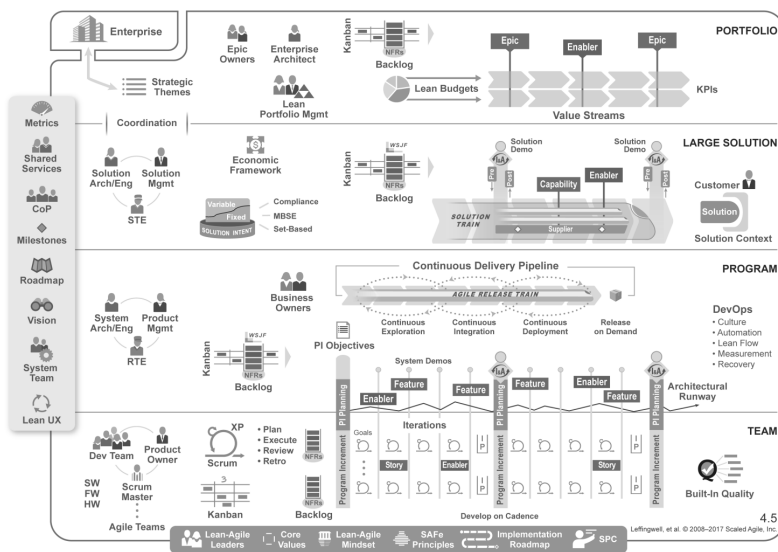 Enterprise
Epic
Owners
Enterprise
Architect
Kanban
NFRs
Backlog
Epic
Enabler
Epic
PORTFOLIO
Strategic
Themes
Lean
Portfolio Mgmt
Lean Budgets
KPIs
Value Streams
Metrics
Shared
Services
CoP
Milestones
Roadmap
Vision
System
Team
Lean UX
Coordination
Solution
Arch/Eng
Solution
Mgmt
STE
Economic
Framework
Variable
Fixed
SOLUTION INTENT
Compliance
MBSE
Set-Based
Kanban
WSJF
NFRs
Backlog
Solution
Demo
I&A
Pre
Post
Capability
Enabler
SOLUTION
TRAIN
Supplier
Solution
Demo
I&A
Pre
Post
LARGE SOLUTION
Customer
Solution
Solution Context
System
Arch/Eng
Product
Mgmt
RTE
Business
Owners
Continuous Delivery Pipeline
AGILE RELEASE TRAIN
Continuous
Exploration
Continuous
Integration
Continuous
Deployment
Release
on Demand
PROGRAM
DevOps
• Culture
• Automation
• Lean Flow
• Measurement
• Recovery
Kanban
WSJF
NFRs
Backlog
PI Objectives
System Demos
PI Planning
Enabler
Feature
Feature
I&A
PI Planning
Feature
Enabler
Feature
I&A
PI Planning
Architectural
Runway
Dev Team
Product
Owner
Scrum
Master
SW
FW
HW
Agile Teams
XP
Scrum
• Plan
• Execute
• Review
• Retro
NFRs
3
Kanban
NFRs
Backlog
Program Increment
Goals
Iterations
Story
Enabler
I P
I P
Program Increment
Story
I P
I P
Program Increment
Develop on Cadence
TEAM
Built-In Quality
4.5
Leffingwell, et al. © 2008–2017 Scaled Agile, Inc.
Lean-Agile
Leaders
Core
Values
Lean-Agile
Mindset
SAFe
Principles
Implementation
Roadmap
SPC